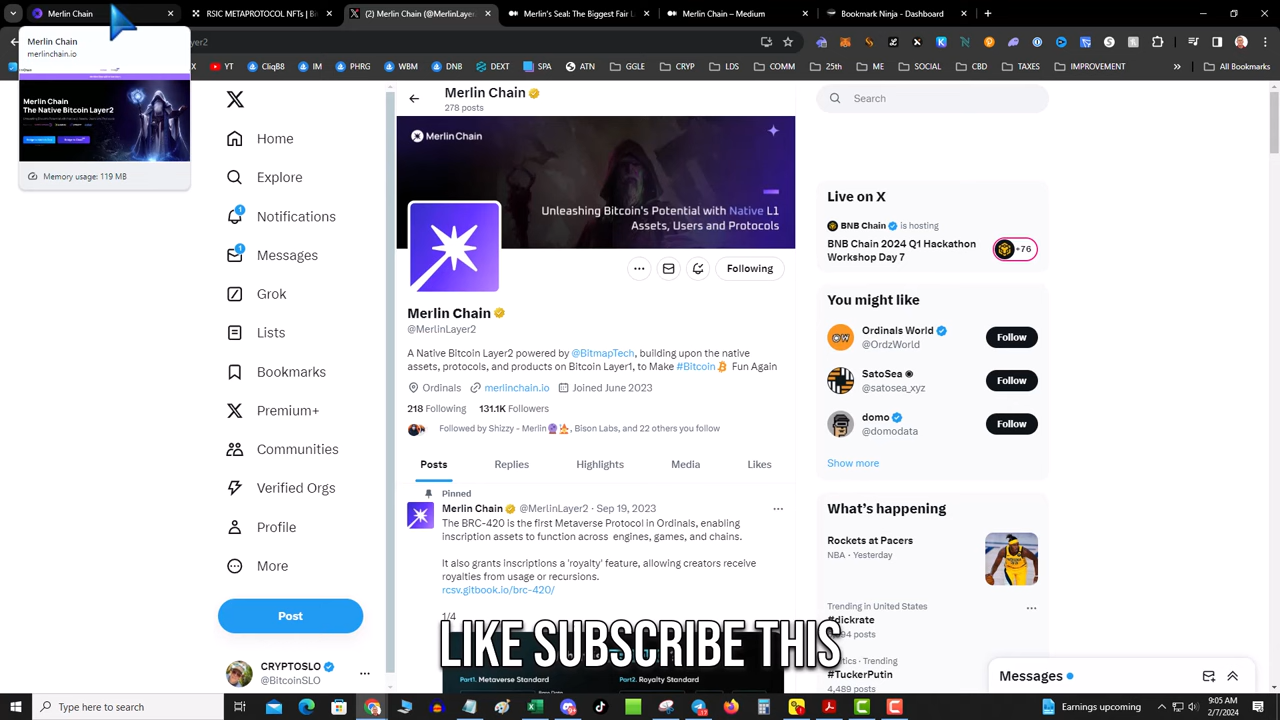 Merlin Chain
RSIC METAPROTOCOL NFTs | B
(2) Merlin Chain (@MerlinLayer2
Merlin's Seal: The Biggest Fair L
Bookmark Ninja - Dashboard
Merlin Chain
merlinchain.io
Merlin Chain
The Native Bitcoin Layer2
Memory usage: 119 MB
yer2
X
YT
CarBB
IM
PHRG
WBM
DEXT
ATN
GGLE
CRYP
COMM
25th
ME
SOCIAL
TAXES
IMPROVEMENT
All Bookmarks
Home
Explore
Notifications
Messages
Grok
Lists
Bookmarks
Premium+
Communities
Verified Orgs
Profile
More
Post
CRYPTOSLO
@BitcoinSLO
Merlin Chain
278 posts
Merlin Chain
Unleashing Bitcoin's Potential with Native L1
Assets, Users and Protocols
Following
Merlin Chain
@MerlinLayer2
A Native Bitcoin Layer2 powered by @BitmapTech, building upon the native
assets, protocols, and products on Bitcoin Layer1, to Make #Bitcoin Fun Again
Ordinals merlinchain.io Joined June 2023
218 Following 131.1K Followers
Followed by Shizzy - Merlin🔮, Bison Labs, and 22 others you follow
Posts Replies Highlights Media Likes
Pinned
Merlin Chain @MerlinLayer2 · Sep 19, 2023
The BRC-420 is the first Metaverse Protocol in Ordinals, enabling
inscription assets to function across engines, games, and chains.
It also grants inscriptions a 'royalty' feature, allowing creators receive
royalties from usage or recursions.
rcsv.gitbook.io/brc-420/
1/4
Part1. Metaverse Standard
Part2. Royalty Standard
LIKE SUBSCRIBE THIS
Search
Live on X
BNB Chain is hosting
BNB Chain 2024 Q1 Hackathon
Workshop Day 7
+76
You might like
Ordinals World
@OrdzWorld
Follow
SatoSea
@satosea_xyz
Follow
domo
@domodata
Follow
Show more
What's happening
Rockets at Pacers
NBA · Yesterday
Trending in United States
#dickrate
94 posts
tics · Trending
#TuckerPutin
4,489 posts
Messages
Type here to search
Earnings upcoming
9:05 AM
2/7/2024